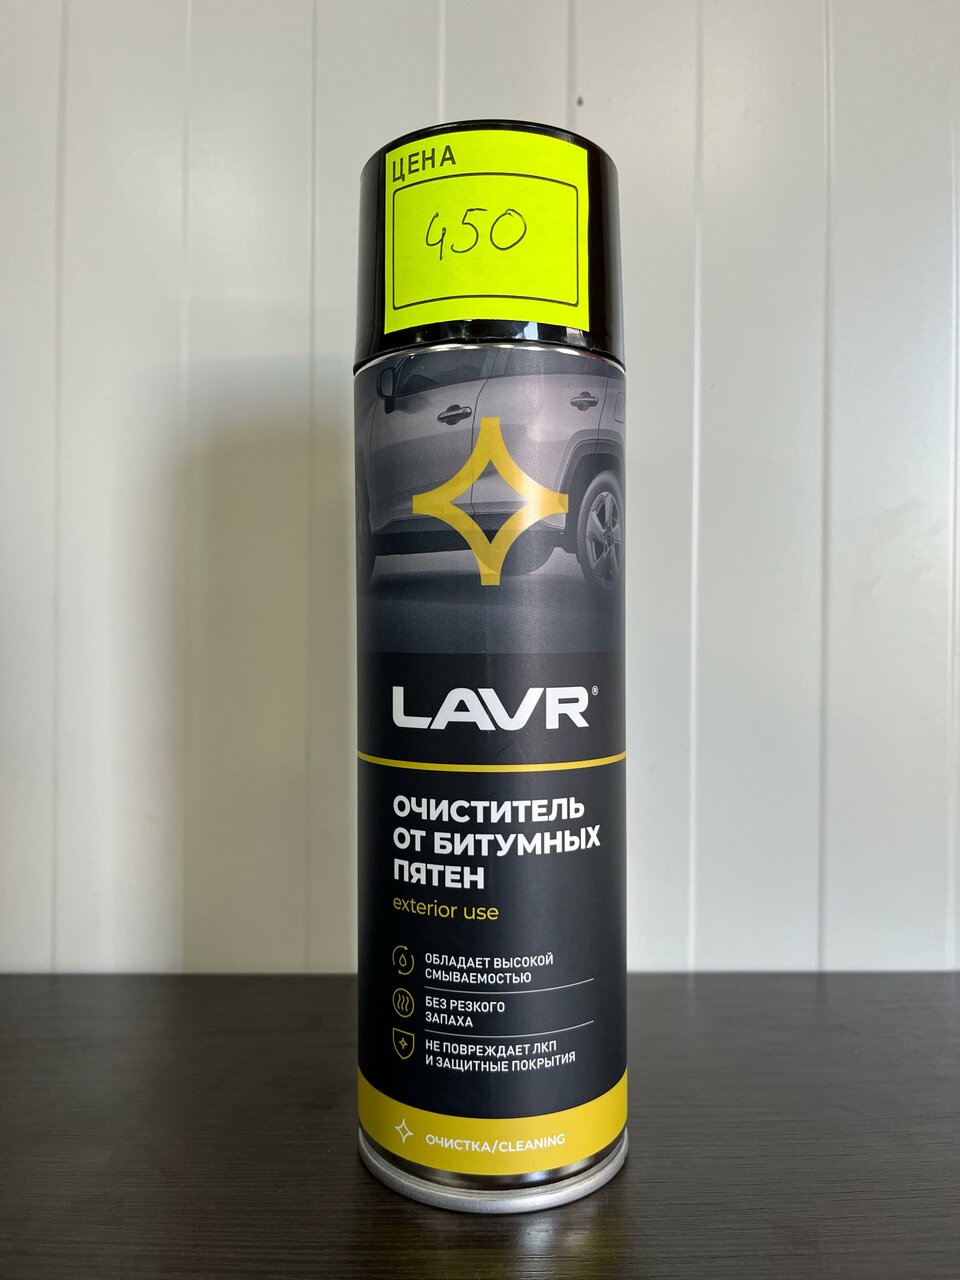 ЦЕНА
450
LAVR®
ОЧИСТИТЕЛЬ
ОТ БИТУМНЫХ
ПЯТЕН
exterior use
ОБЛАДАЕТ ВЫСОКОЙ
СМЫВАЕМОСТЬЮ
БЕЗ РЕЗКОГО
ЗАПАХА
НЕ ПОВРЕЖДАЕТ ЛКП
И ЗАЩИТНЫЕ ПОКРЫТИЯ
ОЧИСТКА/CLEANING